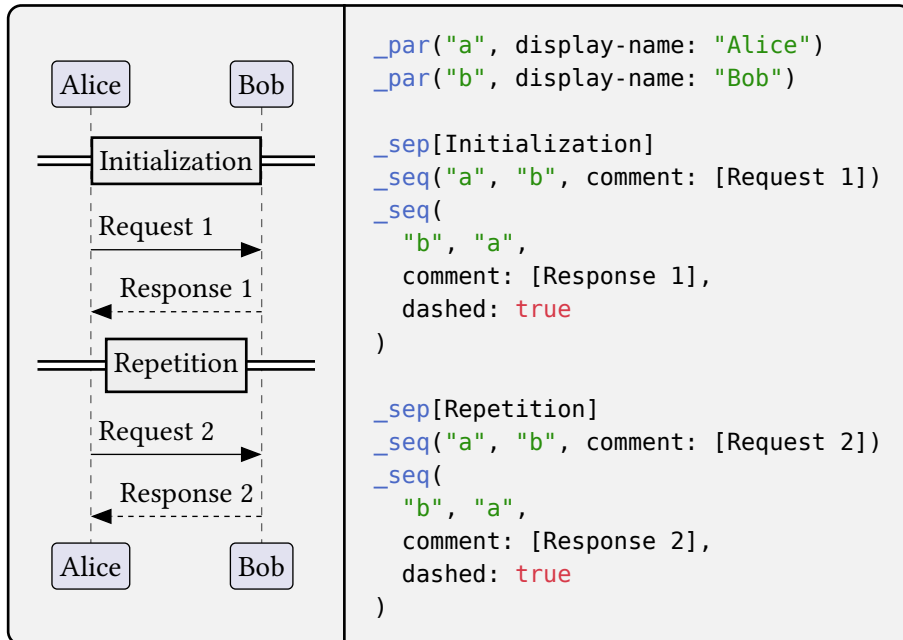 Alice Bob
Initialization
Request 1
Response 1
Repetition
Request 2
Response 2
Alice Bob
_par("a", display-name: "Alice")
_par("b", display-name: "Bob")

_sep[Initialization]
_seq("a", "b", comment: [Request 1])
_seq(
  "b", "a",
  comment: [Response 1],
  dashed: true
)

_sep[Repetition]
_seq("a", "b", comment: [Request 2])
_seq(
  "b", "a",
  comment: [Response 2],
  dashed: true
)